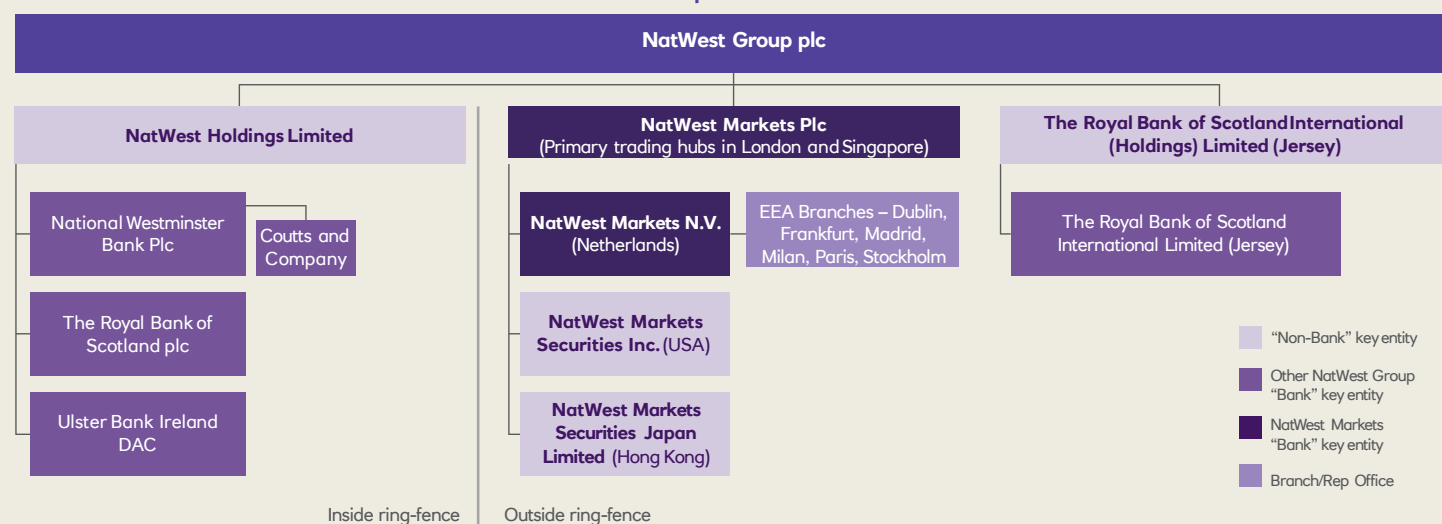 NatWest Group plc
NatWest Holdings Limited
NatWest Markets Plc
(Primary trading hubs in London and Singapore)
The Royal Bank of Scotland International
(Holdings) Limited (Jersey)
National Westminster
Bank Plc
Coutts and
Company
The Royal Bank of
Scotland plc
Ulster Bank Ireland
DAC
NatWest Markets N.V.
(Netherlands)
EEA Branches – Dublin,
Frankfurt, Madrid,
Milan, Paris, Stockholm
NatWest Markets
Securities Inc. (USA)
NatWest Markets
Securities Japan
Limited (Hong Kong)
The Royal Bank of Scotland
International Limited (Jersey)
“Non-Bank” key entity
Other NatWest Group
“Bank” key entity
NatWest Markets
“Bank” key entity
Branch/Rep Office
Inside ring-fence
Outside ring-fence